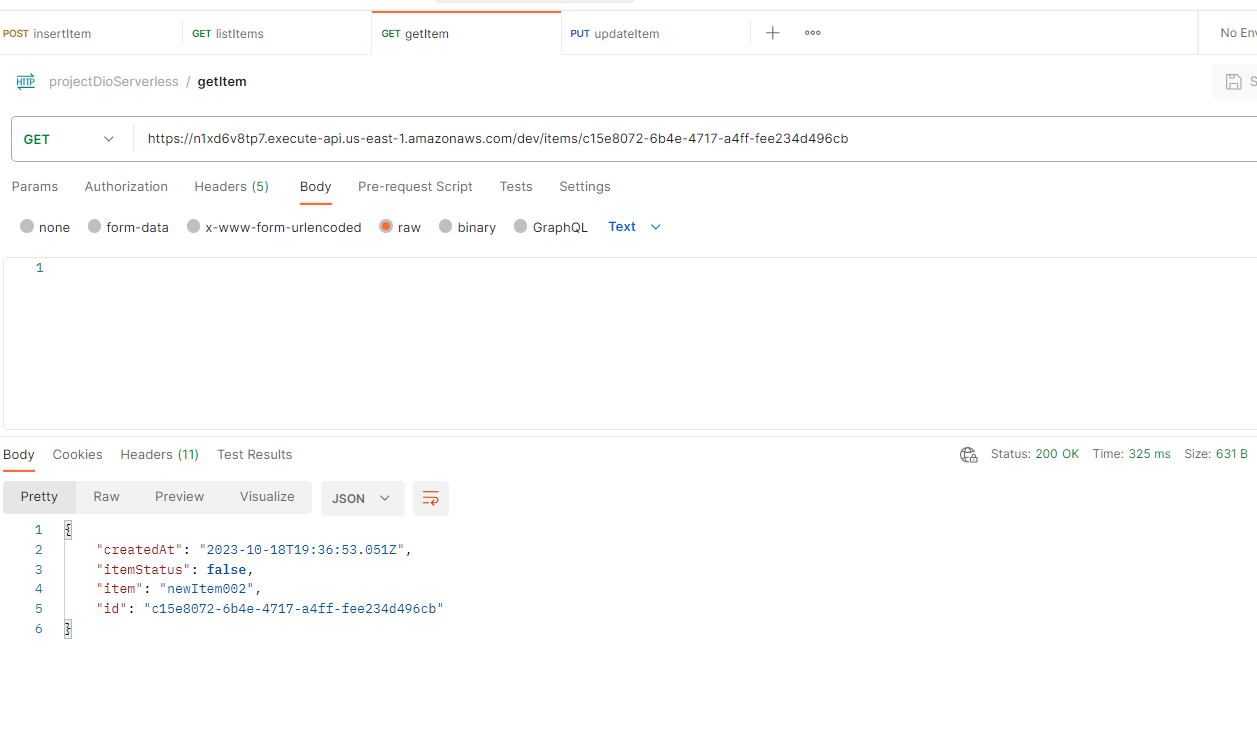 POST insertItem GET listItems GET getItem PUT updateItem No Env
HTTP projectDioServerless / getItem S
GET https://n1xd6v8tp7.execute-api.us-east-1.amazonaws.com/dev/items/c15e8072-6b4e-4717-a4ff-fee234d496cb
Params Authorization Headers (5) Body Pre-request Script Tests Settings
none form-data x-www-form-urlencoded raw binary GraphQL Text
1
Body Cookies Headers (11) Test Results Status: 200 OK Time: 325 ms Size: 631 B
Pretty Raw Preview Visualize JSON
1 {
2 "createdAt": "2023-10-18T19:36:53.051Z",
3 "itemStatus": false,
4 "item": "newItem002",
5 "id": "c15e8072-6b4e-4717-a4ff-fee234d496cb"
6 }